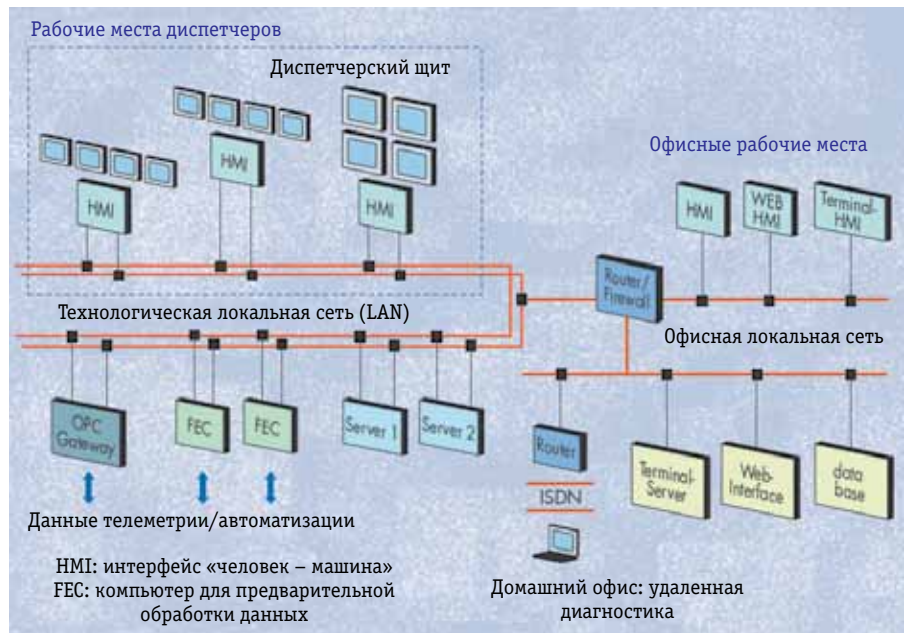 Рабочие места диспетчеров
Диспетчерский щит
HMI
HMI
HMI
Офисные рабочие места
HMI
WEB
HMI
Terminal-
HMI
Router/
Firewall
Технологическая локальная сеть (LAN)
Офисная локальная сеть
OPC
Gateway
FEC
FEC
Server 1
Server 2
Router
Terminal-
Server
Web-
Interface
data
base
ISDN
Данные телеметрии/автоматизации
HMI: интерфейс «человек – машина»
FEC: компьютер для предварительной
обработки данных
Домашний офис: удаленная
диагностика